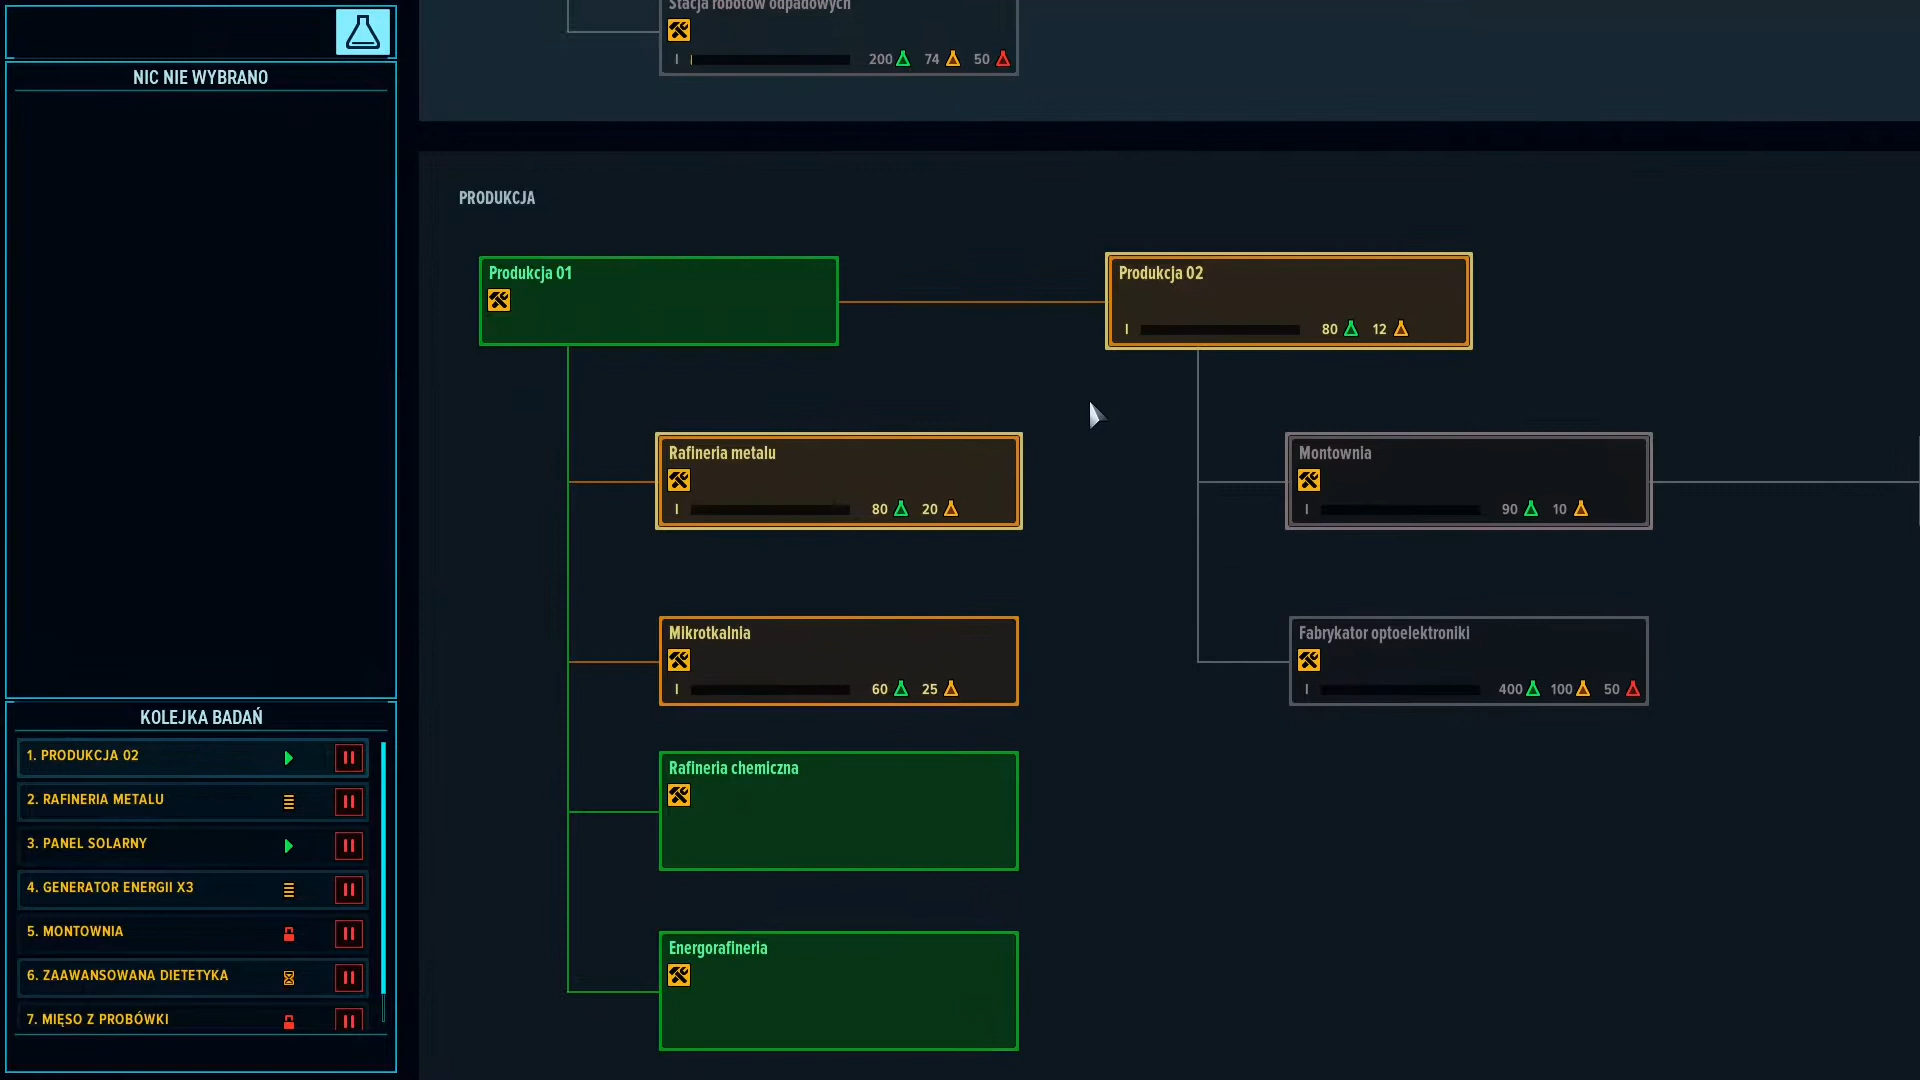 NIC NIE WYBRANO
KOLEJKA BADAŃ
1. PRODUKCJA 02
2. RAFINERIA METALU
3. PANEL SOLARNY
4. GENERATOR ENERGII X3
5. MONTOWNIA
6. ZAAWANSOWANA DIETETYKA
7. MIĘSO Z PROBÓWKI
Stacja robotów odpadowych
I 200 74 50
PRODUKCJA
Produkcja 01
Produkcja 02
I 80 12
Rafineria metalu
I 80 20
Montownia
I 90 10
Mikrotkalnia
I 60 25
Fabrykator optoelektroniki
I 400 100 50
Rafineria chemiczna
Energorafineria